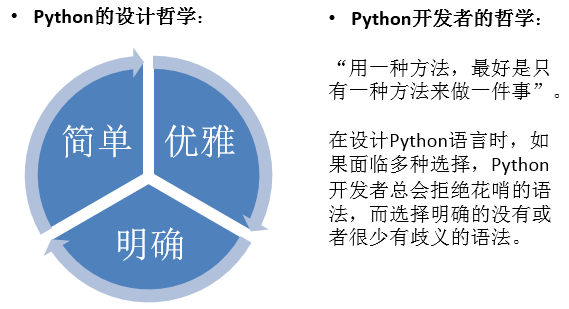 • Python的设计哲学：
简单
优雅
明确
• Python开发者的哲学：
“用一种方法，最好是只
有一种方法来做一件事”。
在设计Python语言时，如
果面临多种选择，Python
开发者总会拒绝花哨的语
法，而选择明确的没有或
者很少有歧义的语法。